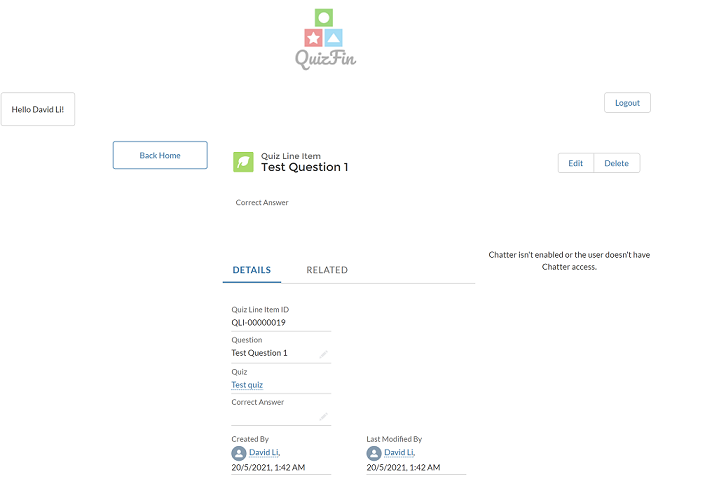 QuizFin
Hello David Li!
Logout
Back Home
Quiz Line Item
Test Question 1
Edit
Delete
Correct Answer
Chatter isn't enabled or the user doesn't have
Chatter access.
DETAILS
RELATED
Quiz Line Item ID
QLI-00000019
Question
Test Question 1
Quiz
Test quiz
Correct Answer
Created By
David Li,
20/5/2021, 1:42 AM
Last Modified By
David Li,
20/5/2021, 1:42 AM